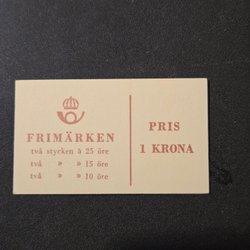 FRIMÄRKEN
två stycken à 25 öre
två » » 15 öre
två » » 10 öre
PRIS
1 KRONA